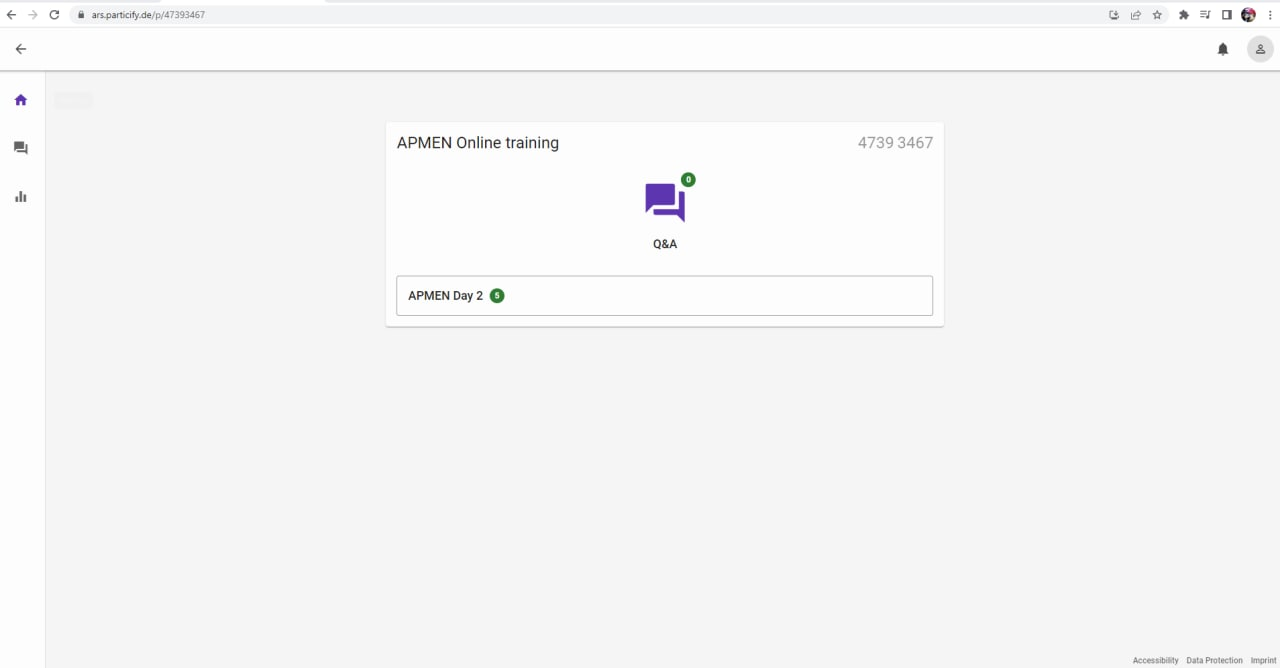 ars.particify.de/p/47393467
APMEN Online training 4739 3467
0
Q&A
APMEN Day 2 5
Accessibility Data Protection Imprint